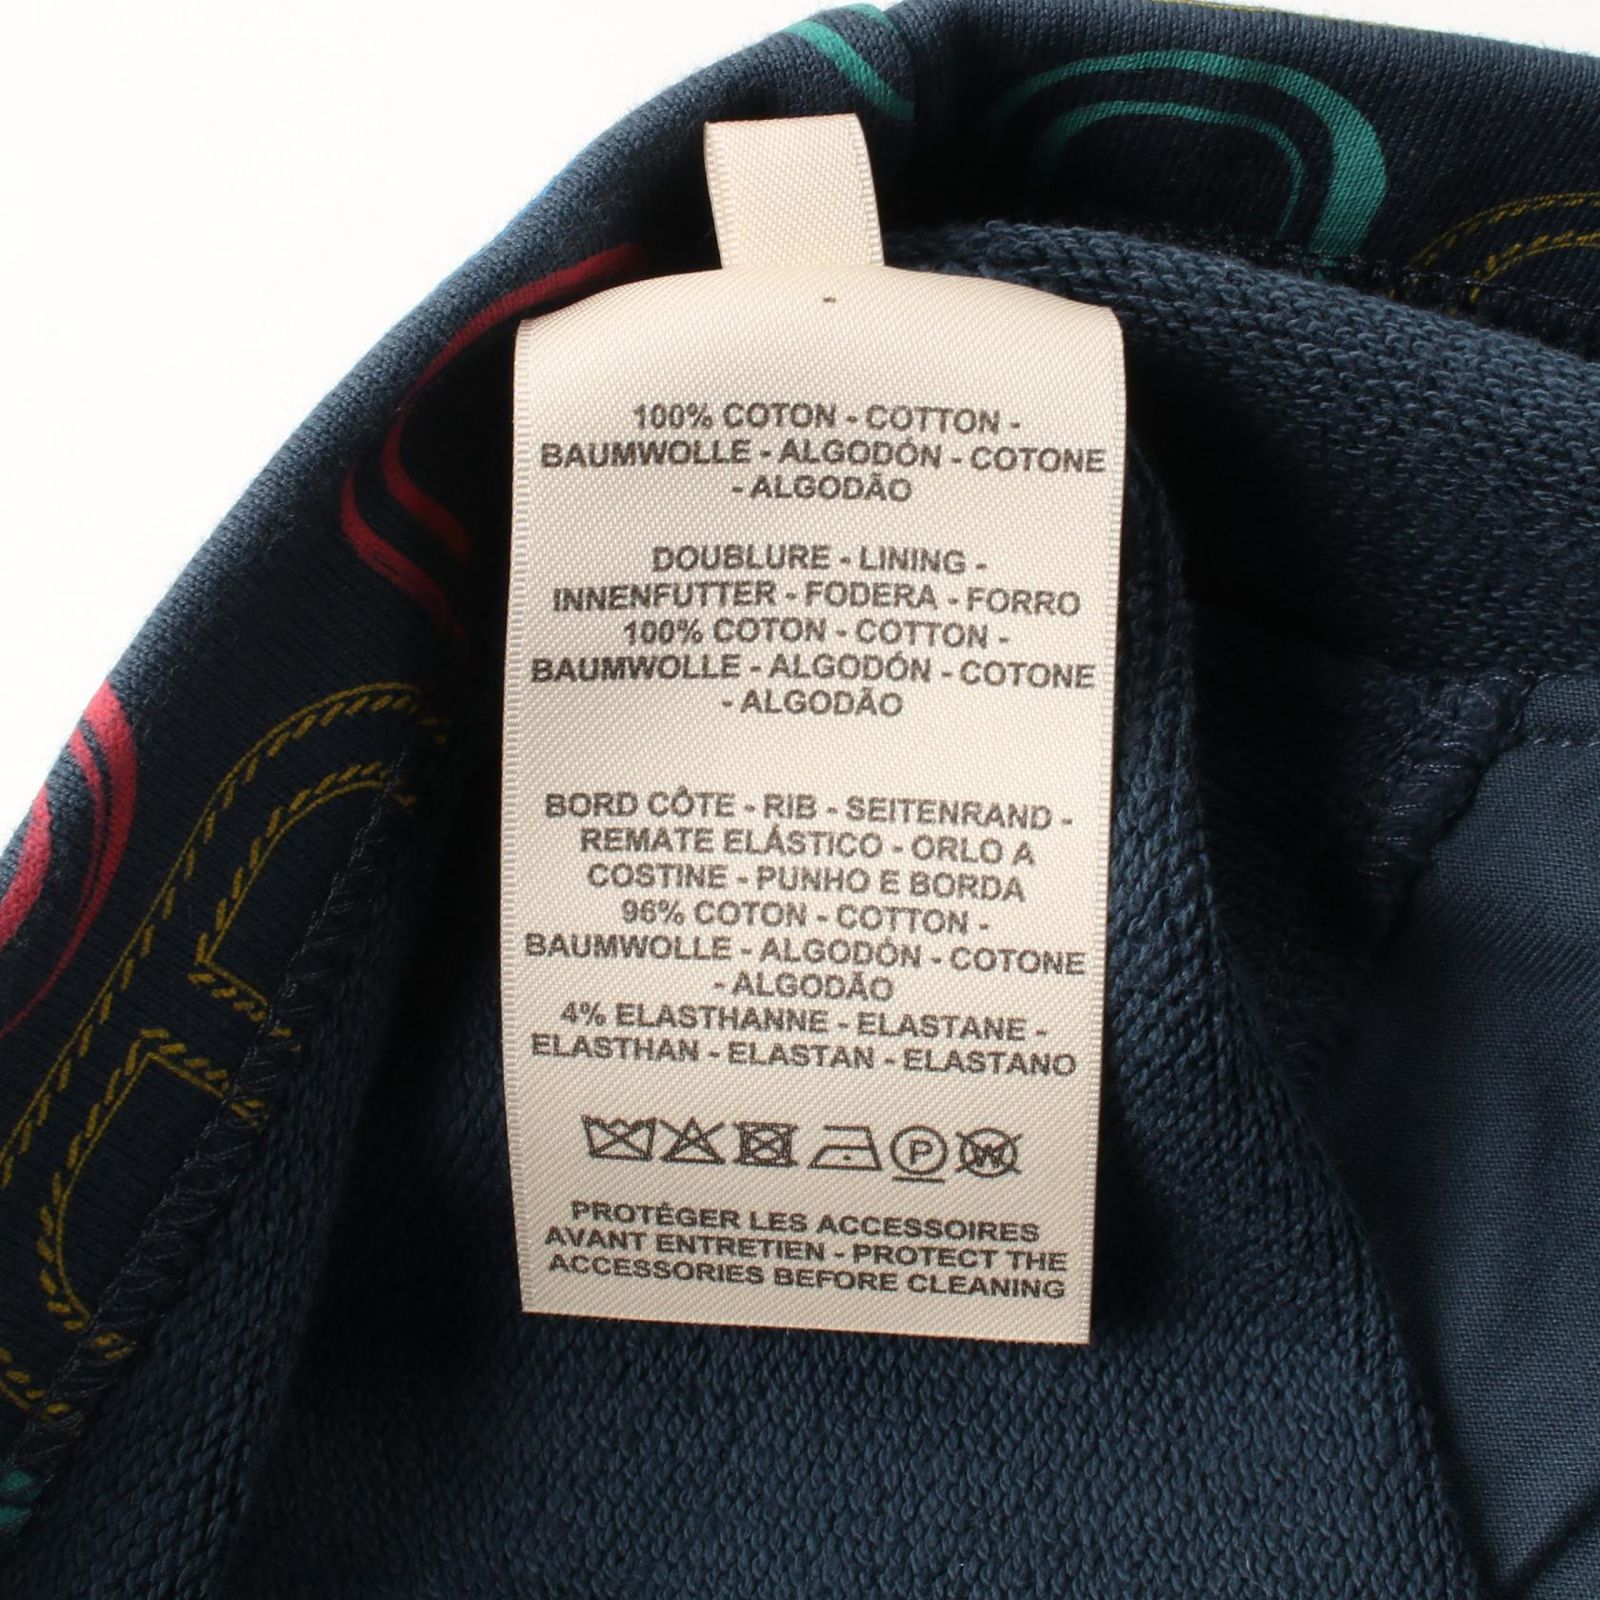 100% COTON - COTTON -
BAUMWOLLE - ALGODÓN - COTONE
- ALGODÃO
DOUBLURE - LINING -
INNENFUTTER - FODERA - FORRO
100% COTON - COTTON -
BAUMWOLLE - ALGODÓN - COTONE
- ALGODÃO
BORD CÔTE - RIB - SEITENRAND -
REMATE ELÁSTICO - ORLO A
COSTINE - PUNHO E BORDA
96% COTON - COTTON -
BAUMWOLLE - ALGODÓN - COTONE
- ALGODÃO
4% ELASTHANNE - ELASTANE -
ELASTHAN - ELASTAN - ELASTANO
P W
PROTÉGER LES ACCESSOIRES
AVANT ENTRETIEN - PROTECT THE
ACCESSORIES BEFORE CLEANING